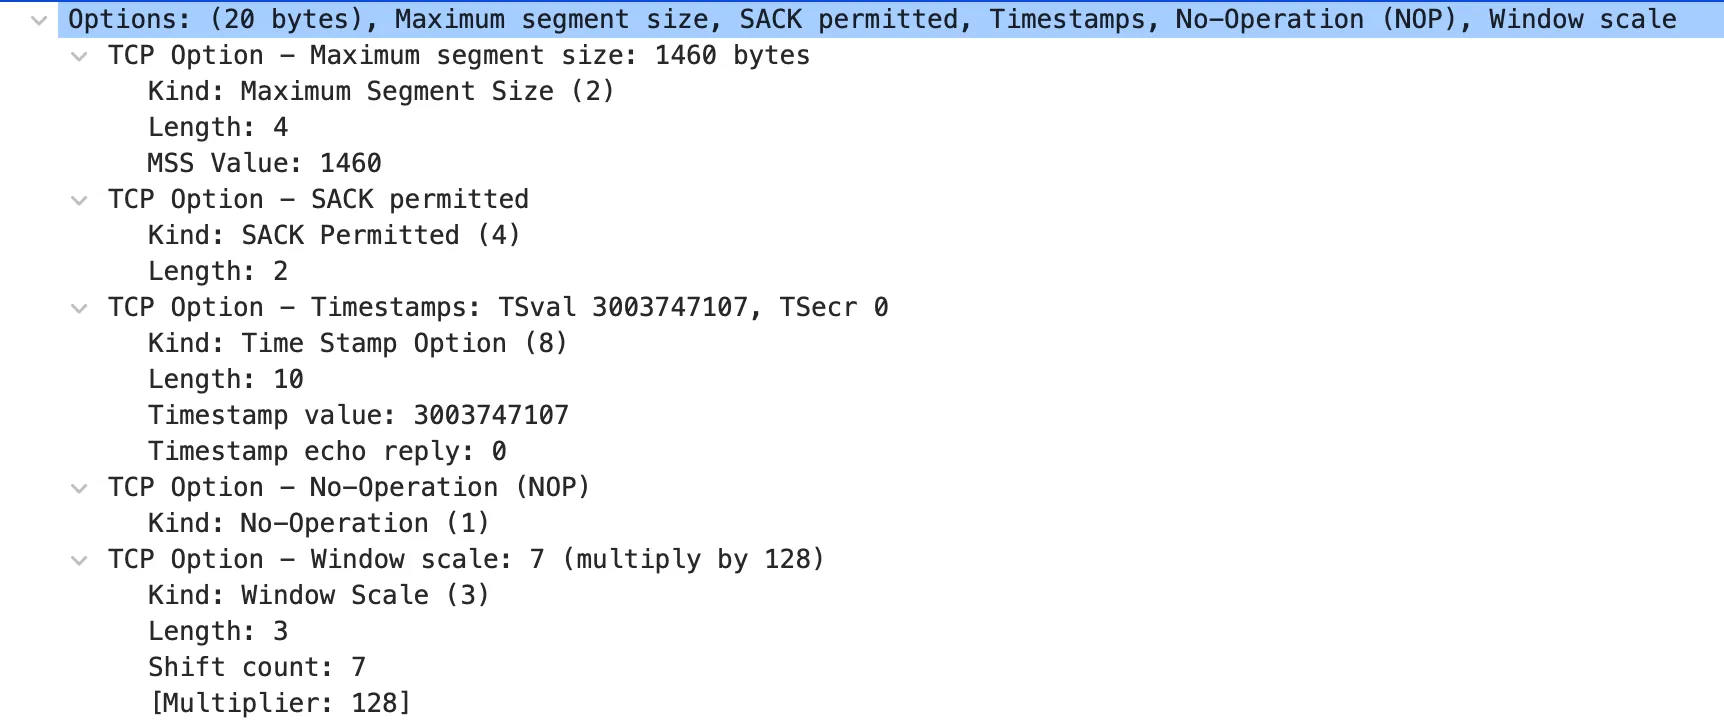 Options: (20 bytes), Maximum segment size, SACK permitted, Timestamps, No-Operation (NOP), Window scale
TCP Option – Maximum segment size: 1460 bytes
Kind: Maximum Segment Size (2)
Length: 4
MSS Value: 1460
TCP Option – SACK permitted
Kind: SACK Permitted (4)
Length: 2
TCP Option – Timestamps: TSval 3003747107, TSecr 0
Kind: Time Stamp Option (8)
Length: 10
Timestamp value: 3003747107
Timestamp echo reply: 0
TCP Option – No-Operation (NOP)
Kind: No-Operation (1)
TCP Option – Window scale: 7 (multiply by 128)
Kind: Window Scale (3)
Length: 3
Shift count: 7
[Multiplier: 128]